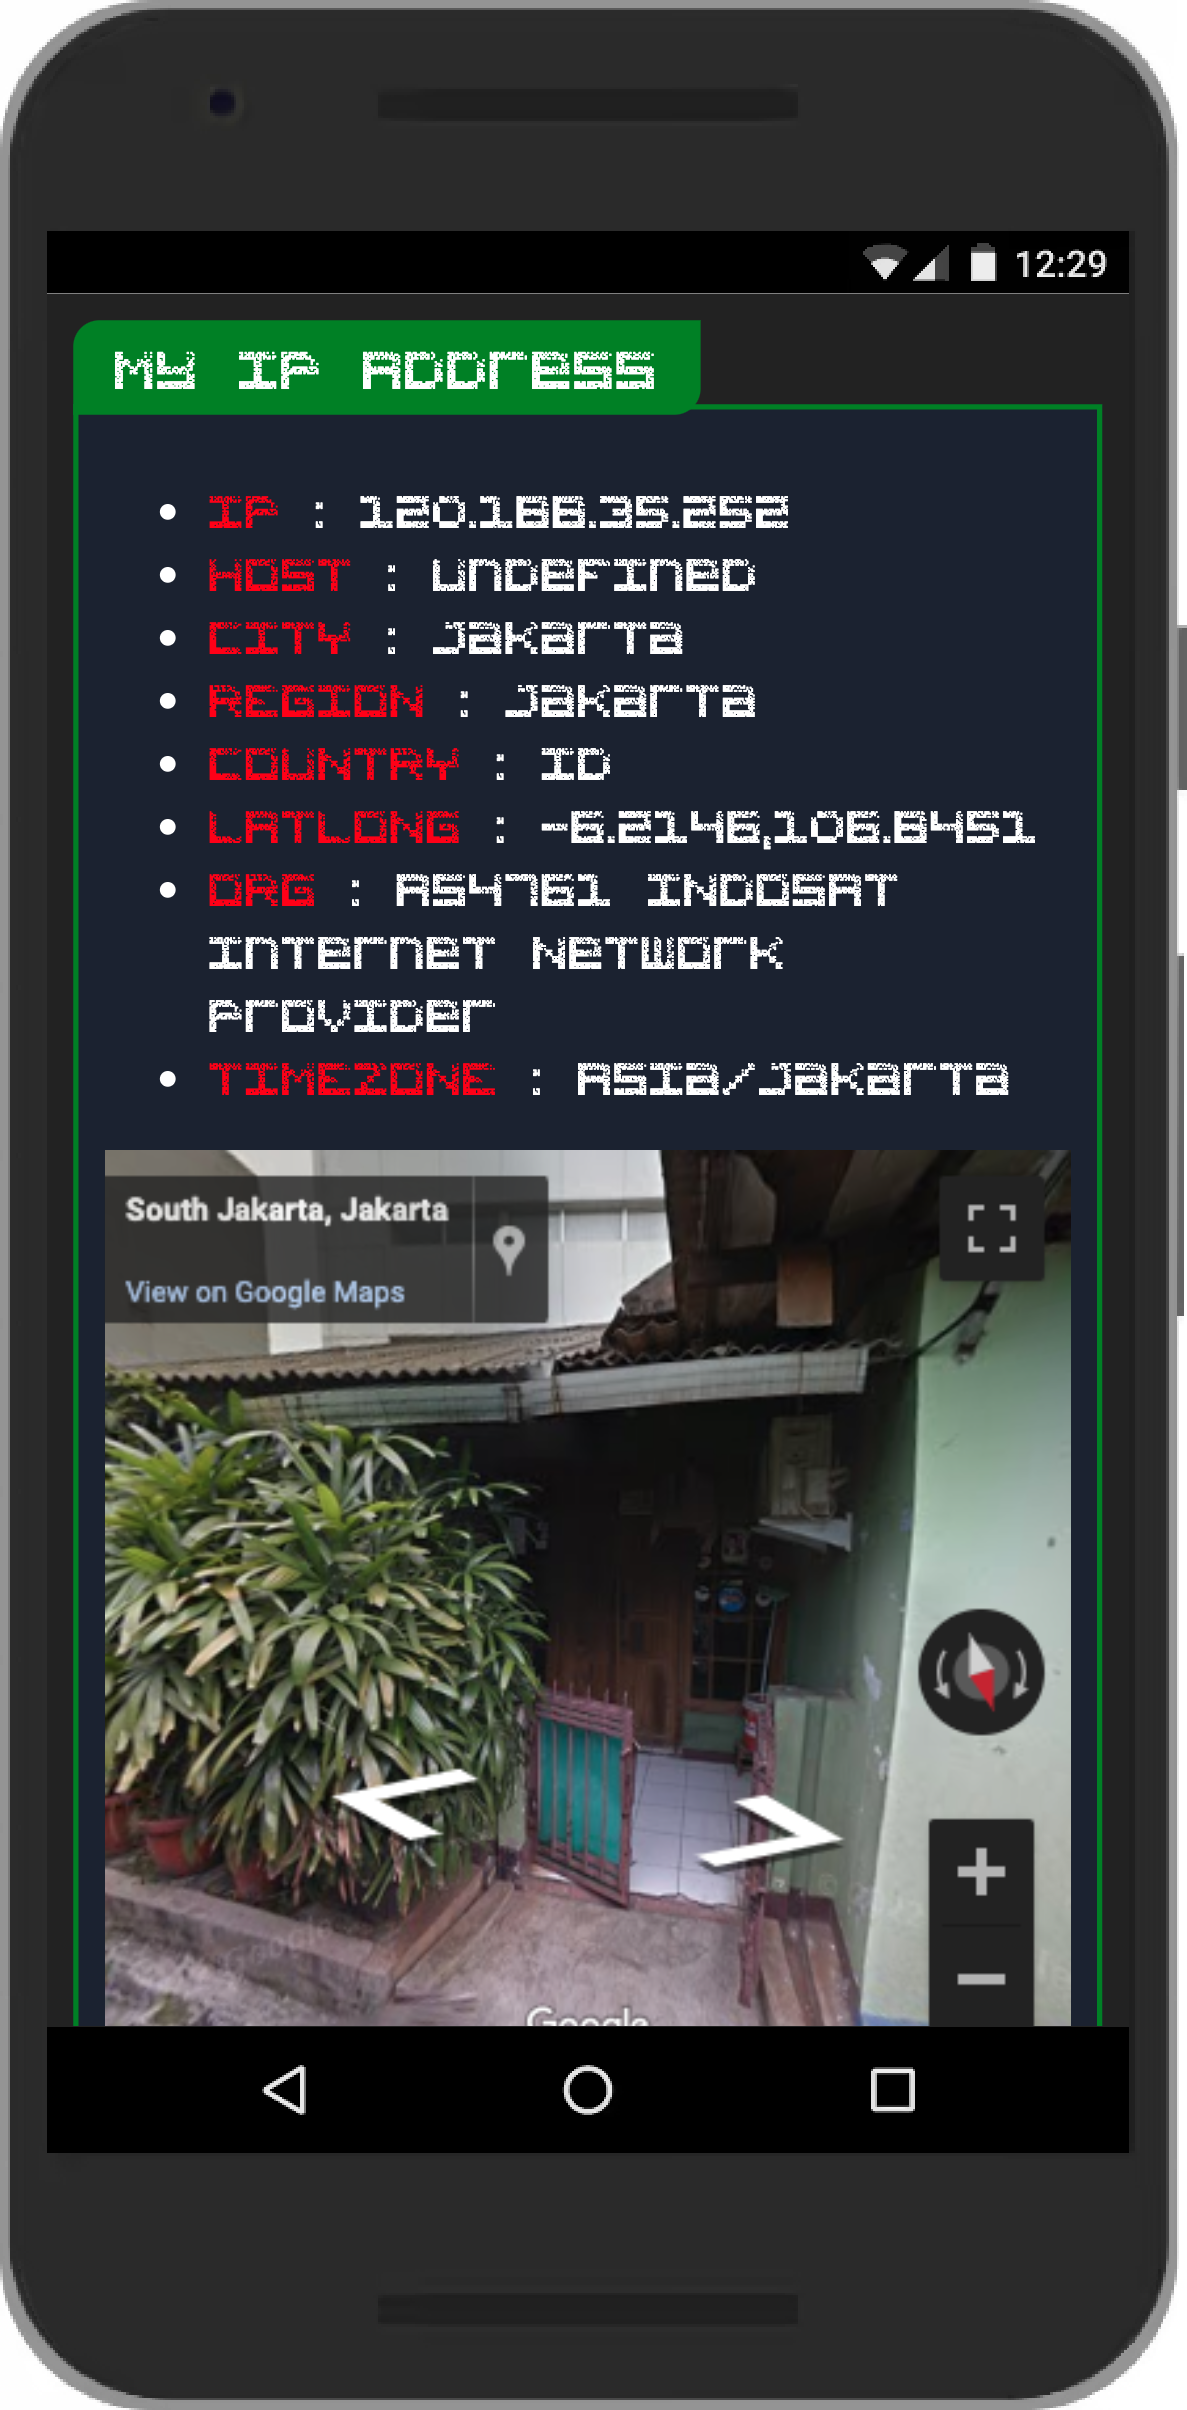 My IP Address
IP : 120.188.35.252
HOST : undefined
CITY : Jakarta
REGION : Jakarta
COUNTRY : ID
LATLONG : -6.2146,106.8451
ORG : AS4761 INDOSAT
Internet Network
Provider
TIMEZONE : Asia/Jakarta
12:29
South Jakarta, Jakarta
View on Google Maps
Google